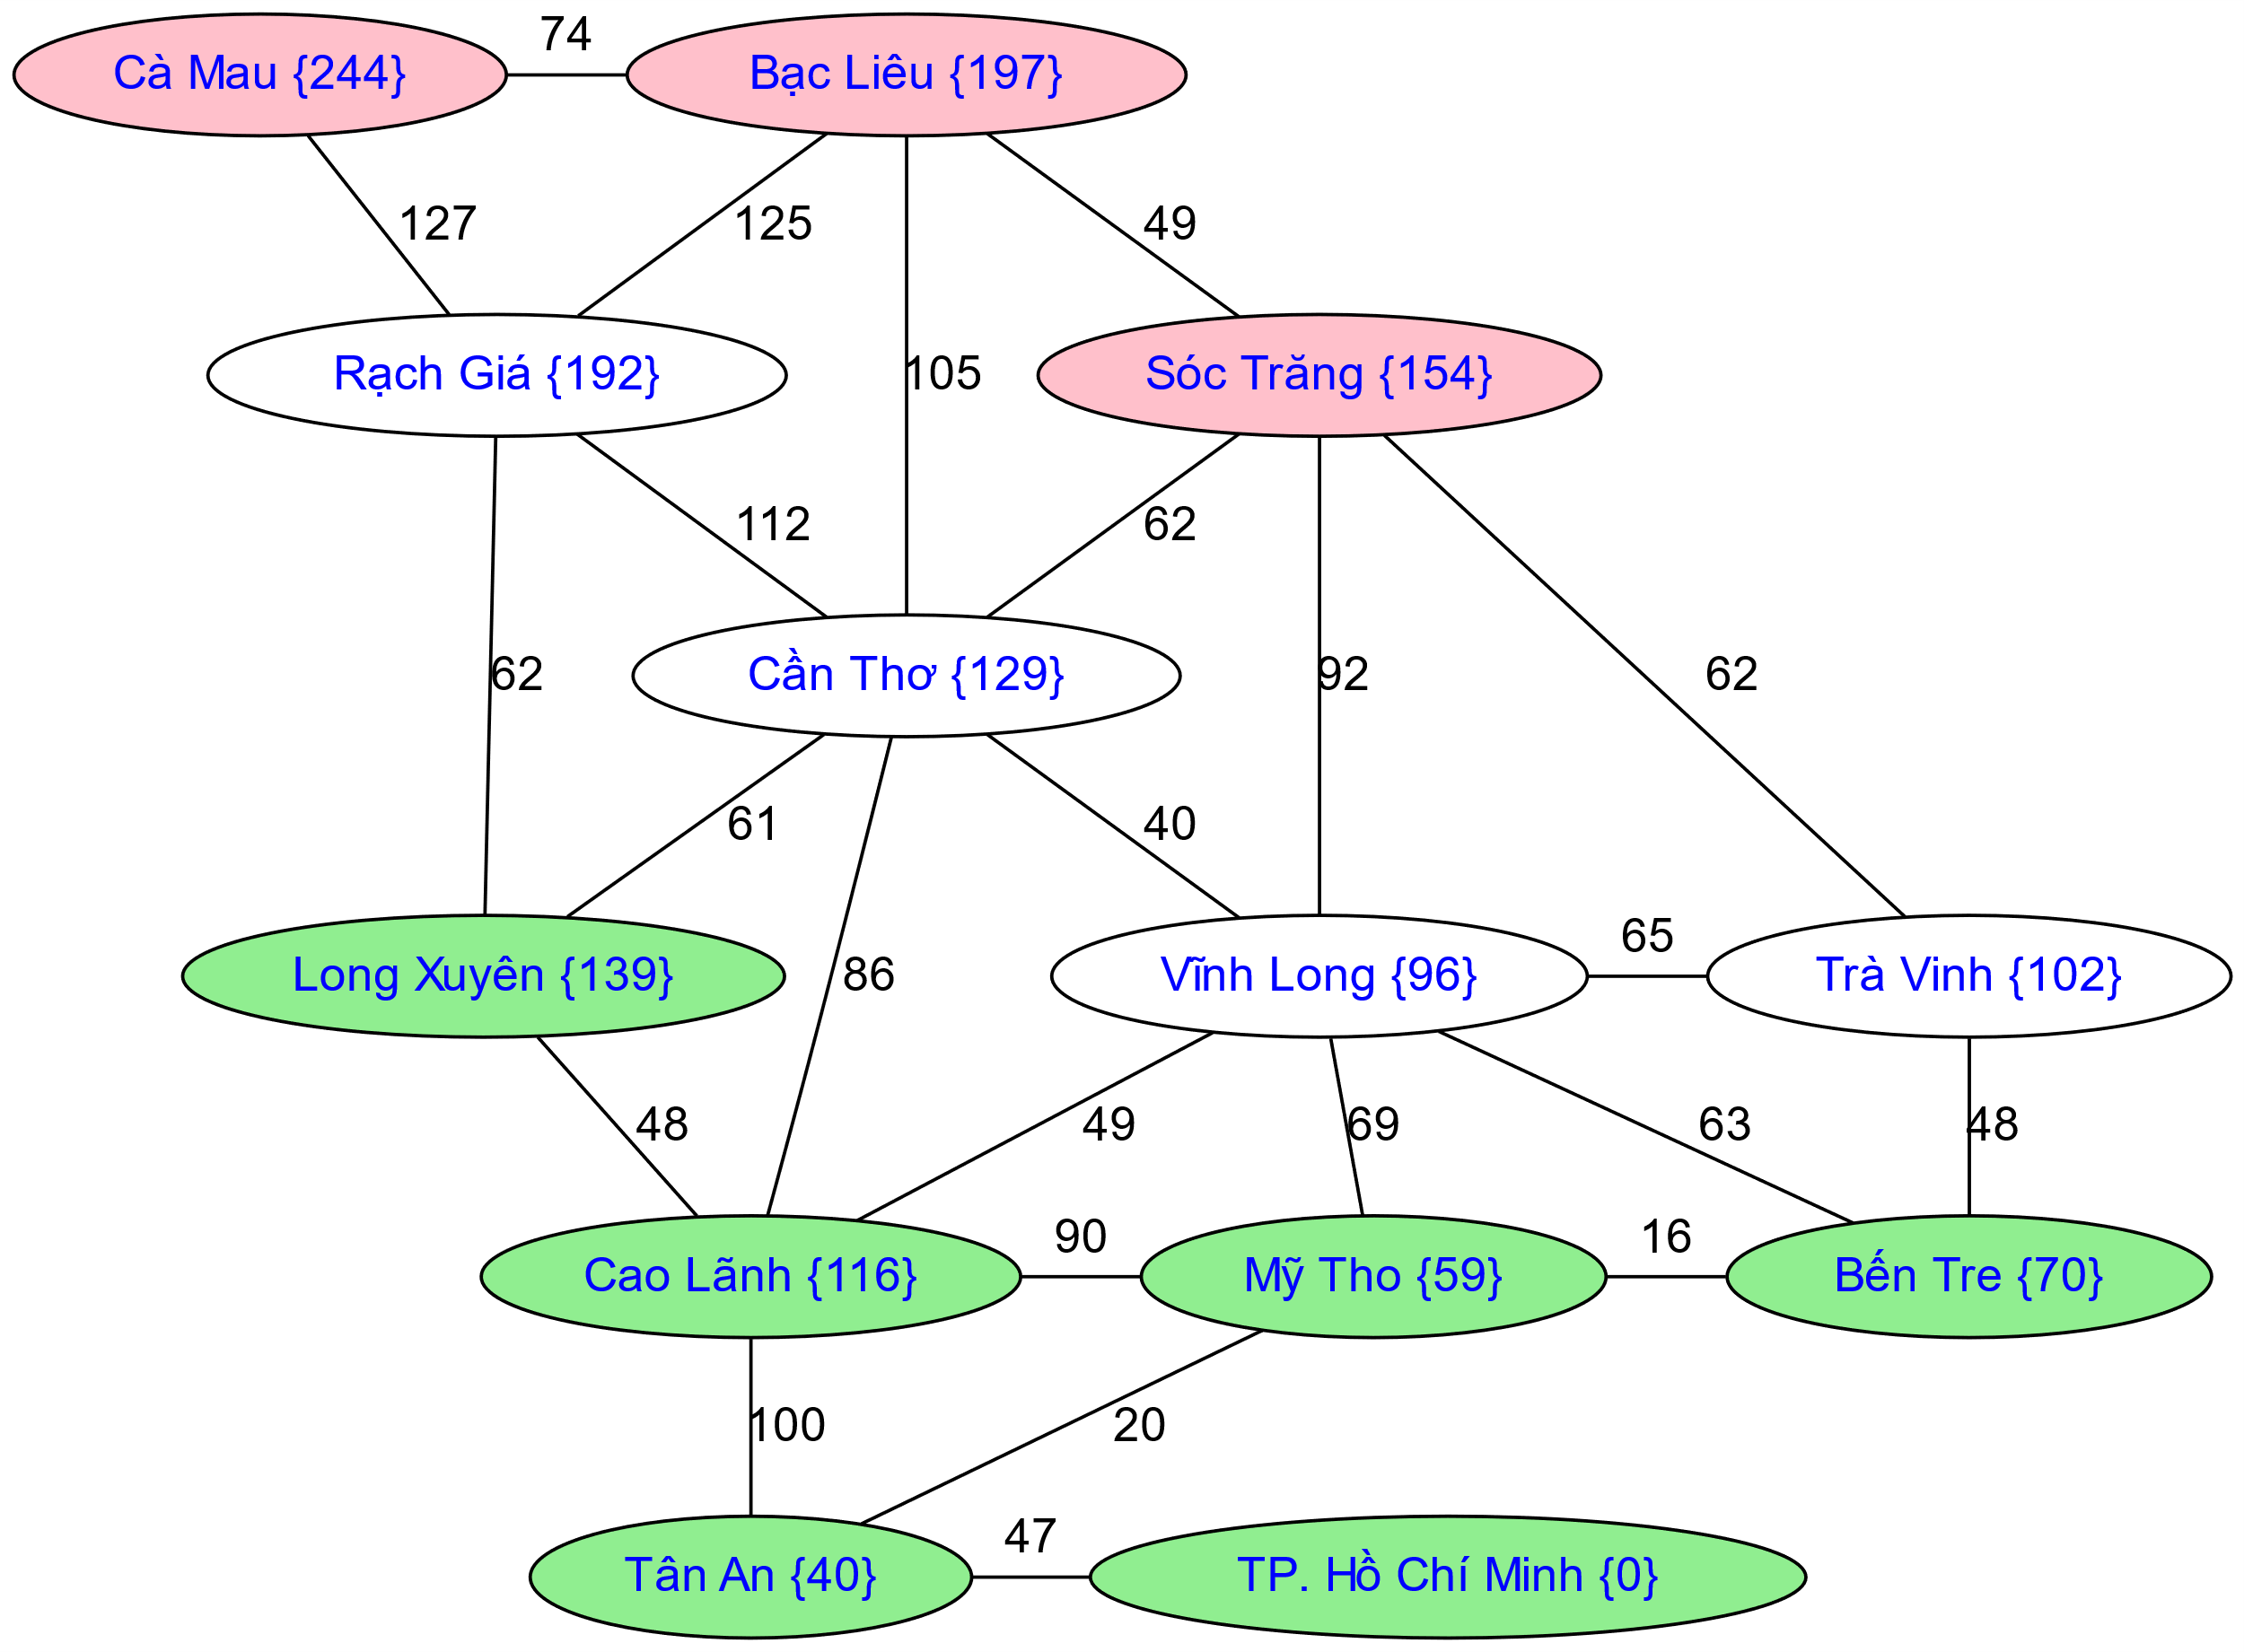 74
Cà Mau {244}
Bạc Liêu {197}
127
125
49
Rạch Giá {192}
105
Sóc Trăng {154}
112
62
62
Cần Thơ {129}
92
62
61
40
65
Long Xuyên {139}
86
Vĩnh Long {96}
Trà Vinh {102}
48
49
69
63
48
90
16
Cao Lãnh {116}
Mỹ Tho {59}
Bến Tre {70}
100
20
47
Tân An {40}
TP. Hồ Chí Minh {0}